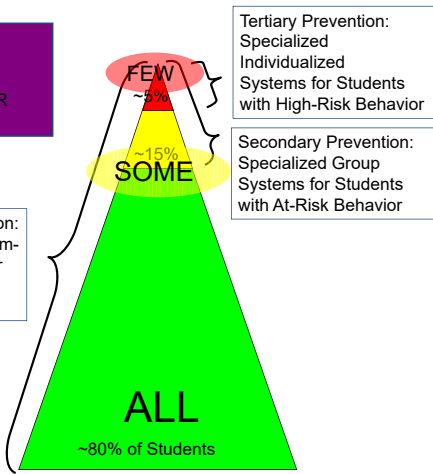 Tertiary Prevention:
Specialized
Individualized
Systems for Students
with High-Risk Behavior
FEW
~5%
Secondary Prevention:
Specialized Group
Systems for Students
with At-Risk Behavior
~15%
SOME
ALL
~80% of Students